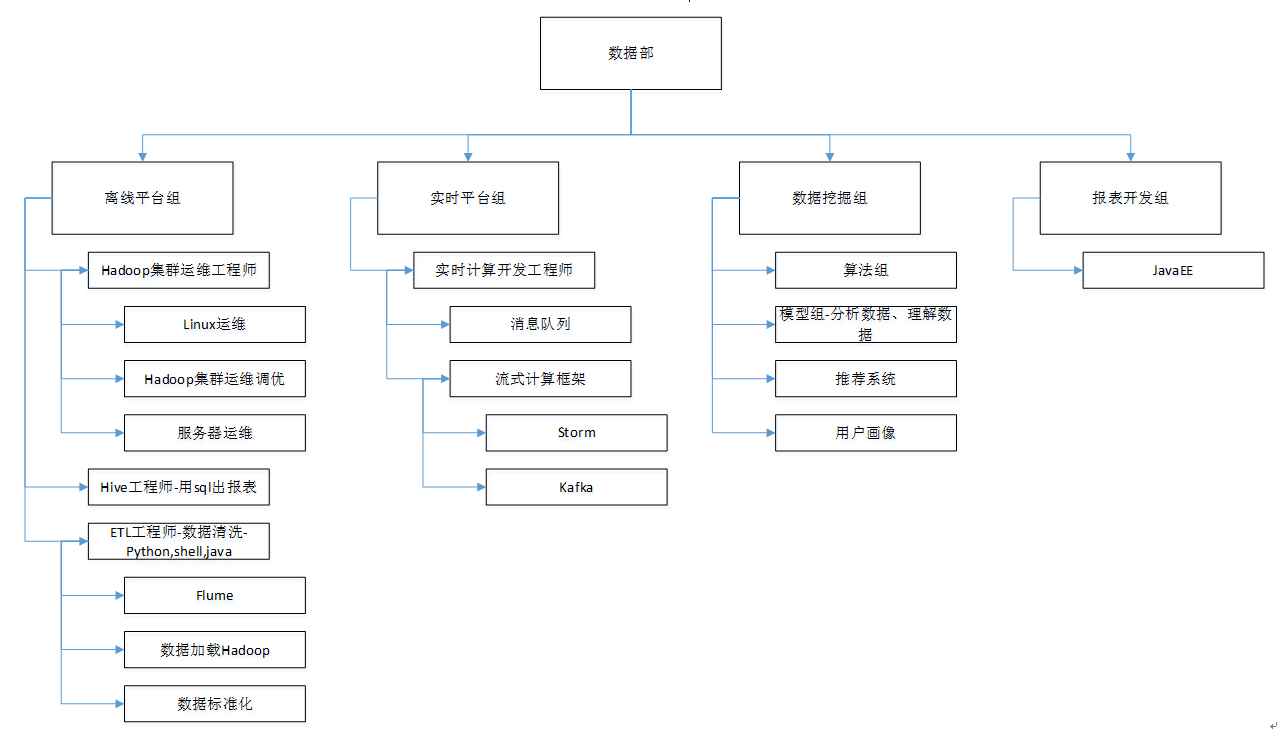 数据部
离线平台组
Hadoop集群运维工程师
Linux运维
Hadoop集群运维调优
服务器运维
Hive工程师-用sql出报表
ETL工程师-数据清洗-
Python,shell,java
Flume
数据加载Hadoop
数据标准化
实时平台组
实时计算开发工程师
消息队列
流式计算框架
Storm
Kafka
数据挖掘组
算法组
模型组-分析数据、理解数
据
推荐系统
用户画像
报表开发组
JavaEE